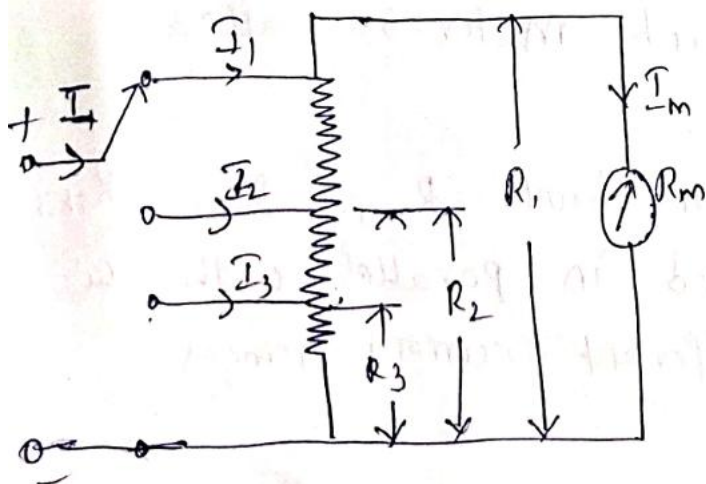 I₁
+ I
I₂
I₃
R₁
R₂
R₃
Iₘ
Rₘ
−